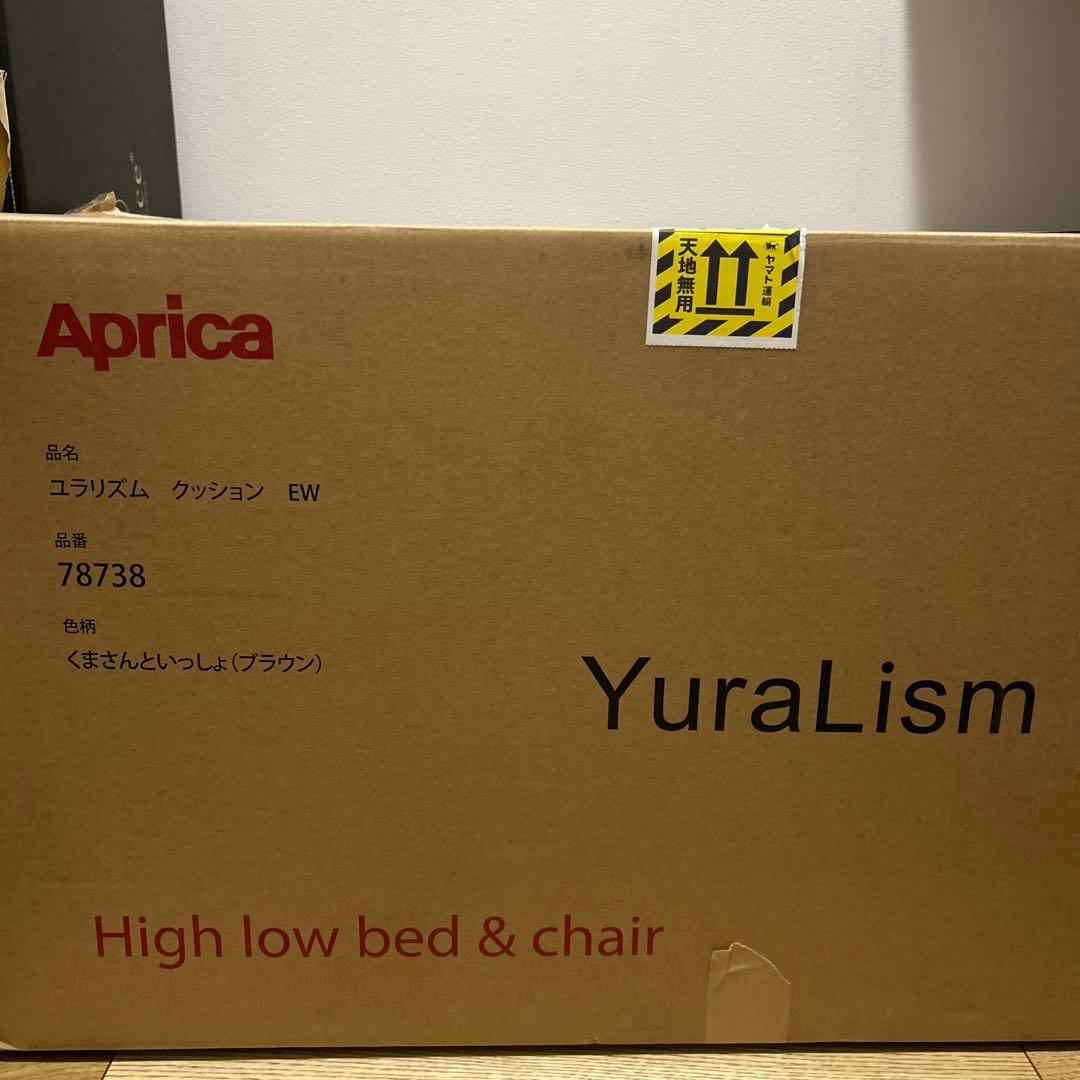 天地無用
ヤマト運輸
Aprica
品名
ユラリズム クッション EW
品番
78738
色柄
くまさんといっしょ(ブラウン)
YuraLism
High low bed & chair